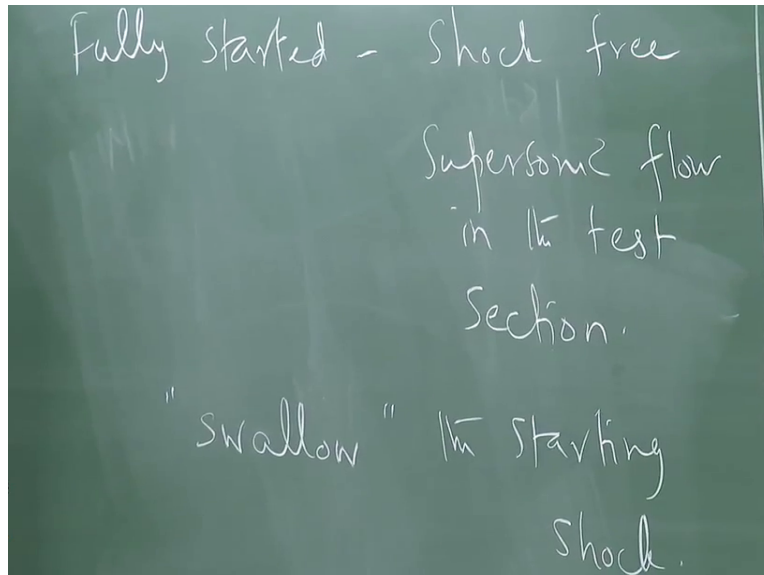 Fully started - Shock free
Supersonic flow
in the test
Section.
"swallow" the starting
shock.